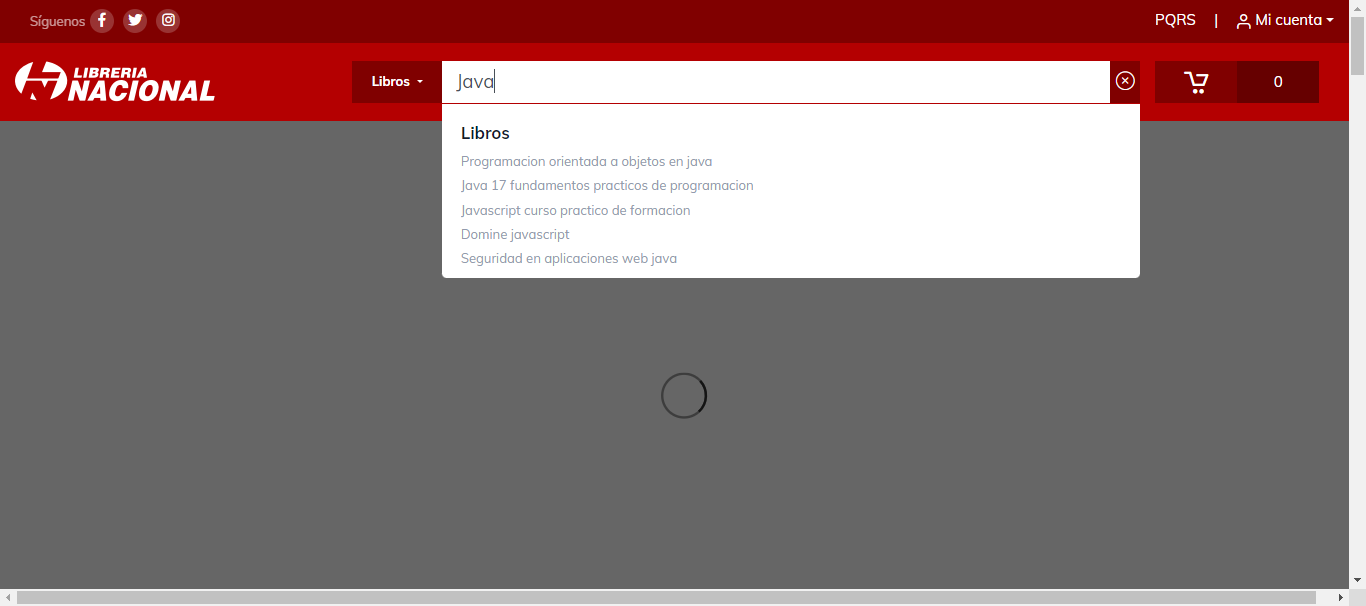 Síguenos
PQRS | Mi cuenta
LIBRERIA
NACIONAL
Libros
Java
0
Libros
Programacion orientada a objetos en java
Java 17 fundamentos practicos de programacion
Javascript curso practico de formacion
Domine javascript
Seguridad en aplicaciones web java